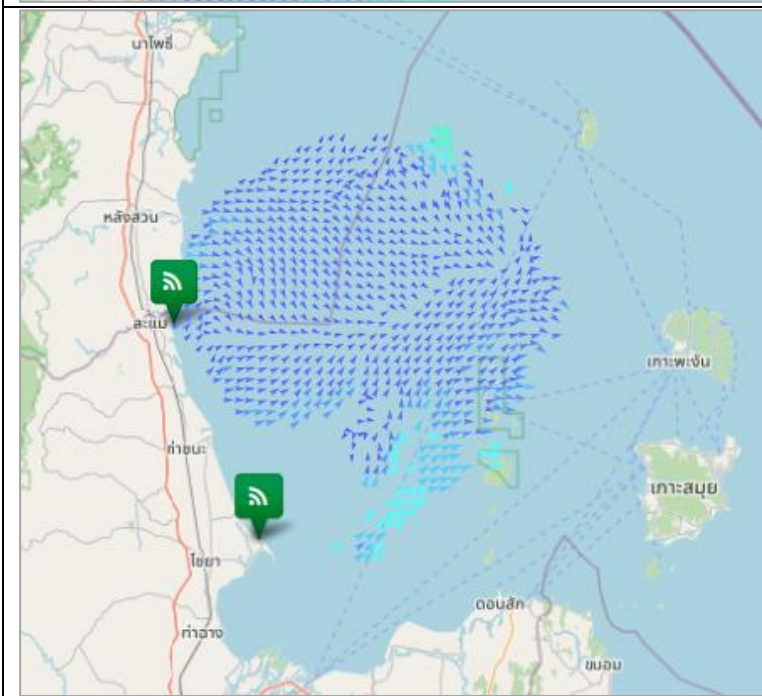 นาโพธิ์
หลังสวน
ละแม
เกาะพะงัน
ท่าชนะ
เกาะสมุย
ไชยา
ดอนสัก
ท่าฉาง
ขนอม